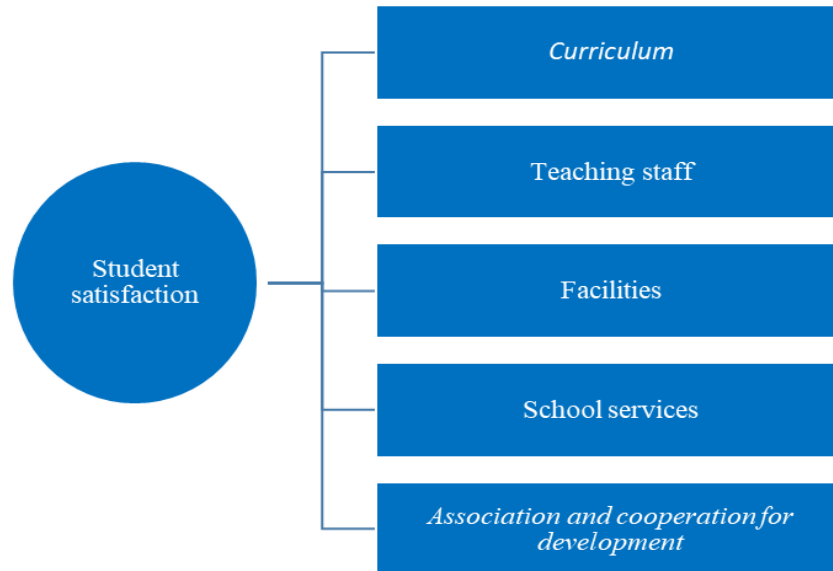 Curriculum
Teaching staff
Student
satisfaction
Facilities
School services
Association and cooperation for
development